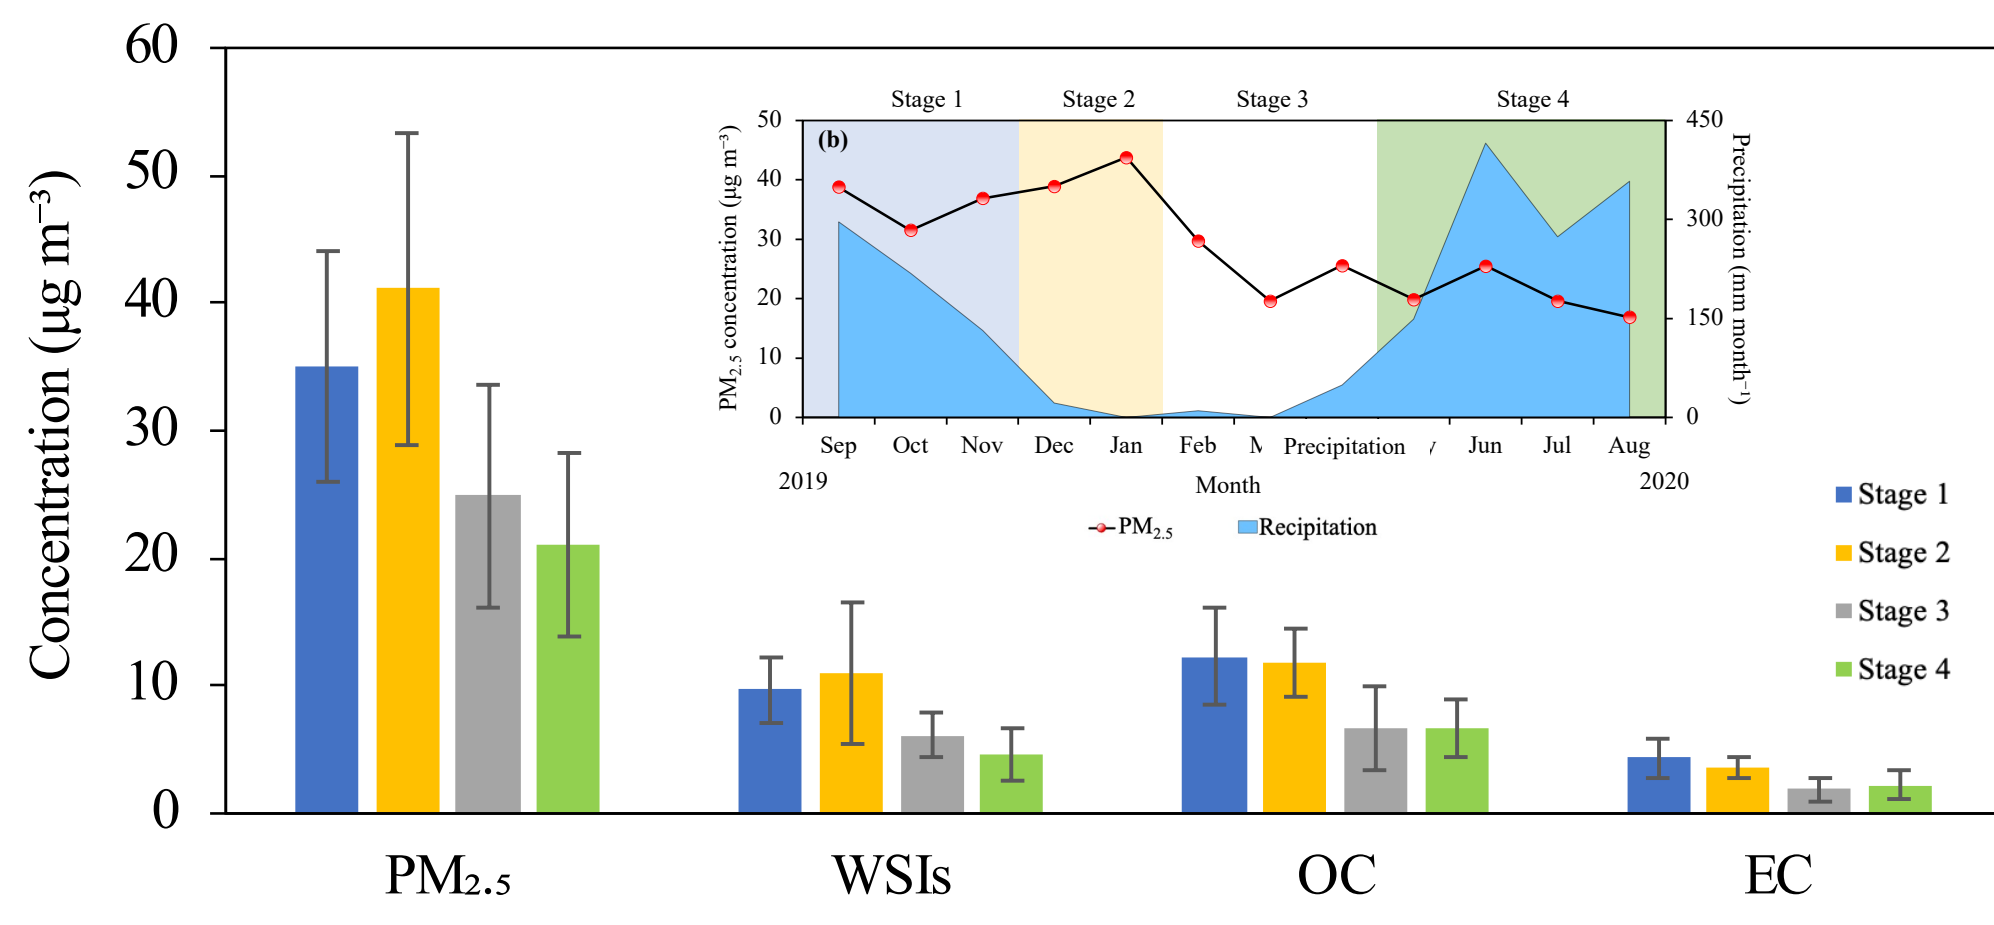 60
50
40
30
20
10
0
Concentration (μg m⁻³)
Stage 1 Stage 2 Stage 3 Stage 4
(b)
50
40
30
20
10
0
PM₂.₅ concentration (μg m⁻³)
450
300
150
0
Precipitation (mm month⁻¹)
Sep Oct Nov Dec Jan Feb Precipitation Jun Jul Aug
2019 2020
Month
PM₂.₅ Recipitation
Stage 1
Stage 2
Stage 3
Stage 4
PM₂.₅ WSIs OC EC